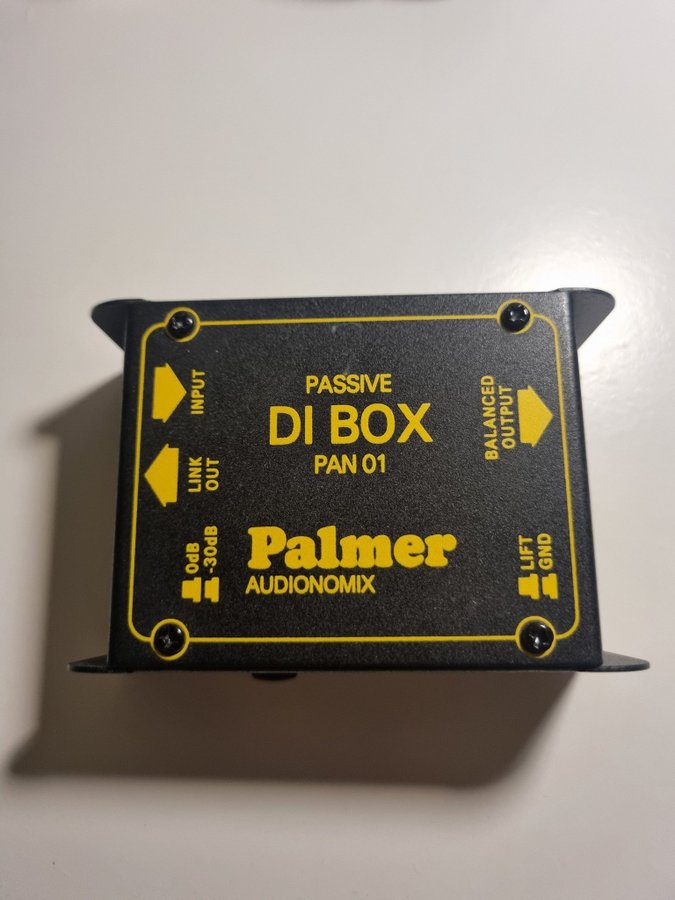 PASSIVE
DI BOX
PAN 01
INPUT
LINK
OUT
0dB
-30dB
BALANCED
OUTPUT
LIFT
GND
Palmer
AUDIONOMIX